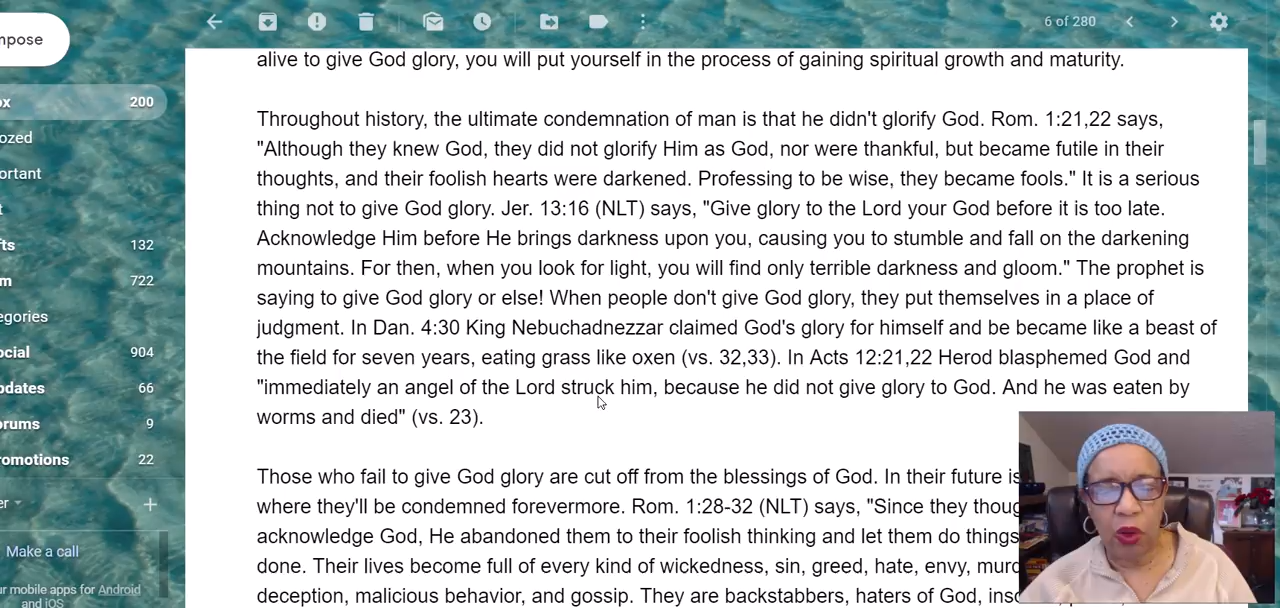 mpose
6 of 280
x 200
ozed
ortant
t
fts 132
m 722
egories
ocial 904
pdates 66
orums 9
romotions 22
er
Make a call
ur mobile apps for Android
and iOS
alive to give God glory, you will put yourself in the process of gaining spiritual growth and maturity.
Throughout history, the ultimate condemnation of man is that he didn't glorify God. Rom. 1:21,22 says,
"Although they knew God, they did not glorify Him as God, nor were thankful, but became futile in their
thoughts, and their foolish hearts were darkened. Professing to be wise, they became fools." It is a serious
thing not to give God glory. Jer. 13:16 (NLT) says, "Give glory to the Lord your God before it is too late.
Acknowledge Him before He brings darkness upon you, causing you to stumble and fall on the darkening
mountains. For then, when you look for light, you will find only terrible darkness and gloom." The prophet is
saying to give God glory or else! When people don't give God glory, they put themselves in a place of
judgment. In Dan. 4:30 King Nebuchadnezzar claimed God's glory for himself and be became like a beast of
the field for seven years, eating grass like oxen (vs. 32,33). In Acts 12:21,22 Herod blasphemed God and
"immediately an angel of the Lord struck him, because he did not give glory to God. And he was eaten by
worms and died" (vs. 23).
Those who fail to give God glory are cut off from the blessings of God. In their future is
where they'll be condemned forevermore. Rom. 1:28-32 (NLT) says, "Since they thoug
acknowledge God, He abandoned them to their foolish thinking and let them do things
done. Their lives become full of every kind of wickedness, sin, greed, hate, envy, murd
deception, malicious behavior, and gossip. They are backstabbers, haters of God, inso